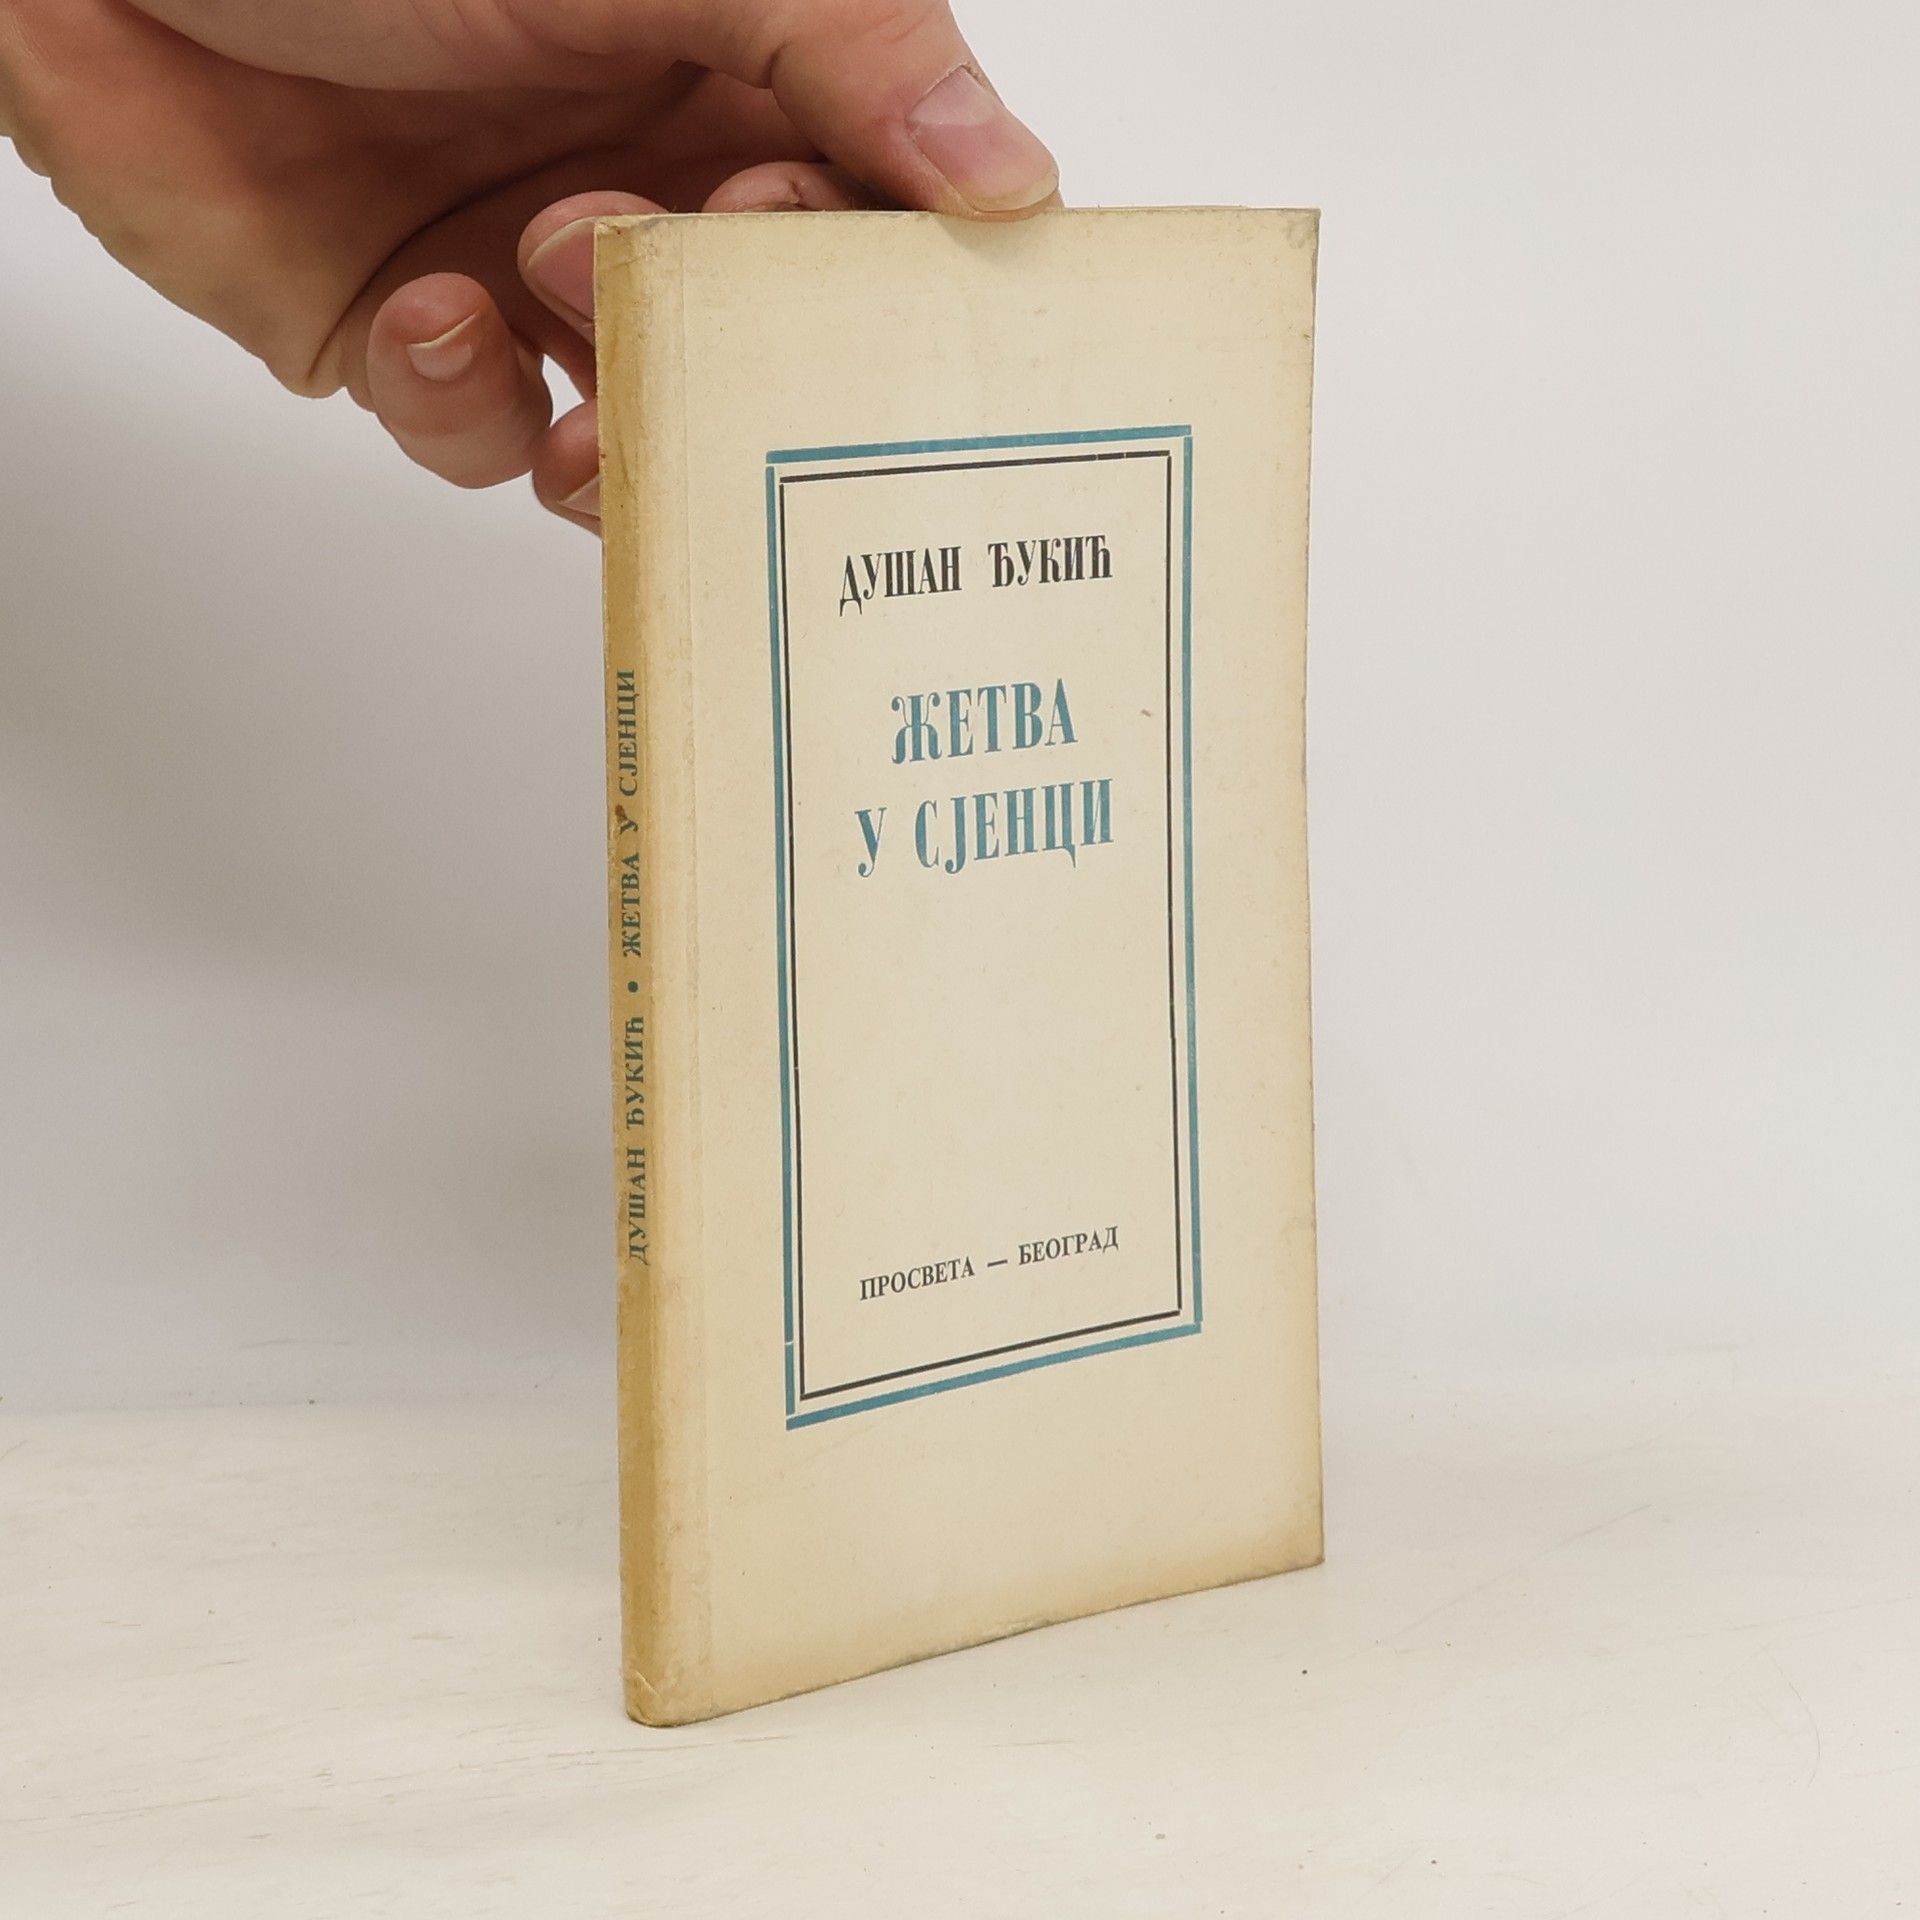 ДУШАН ЂУКИЋ
ЖЕТВА
У СЈЕНЦИ
ПРОСВЕТА — БЕОГРАД
ДУШАН ЂУКИЋ • ЖЕТВА У СЈЕНЦИ